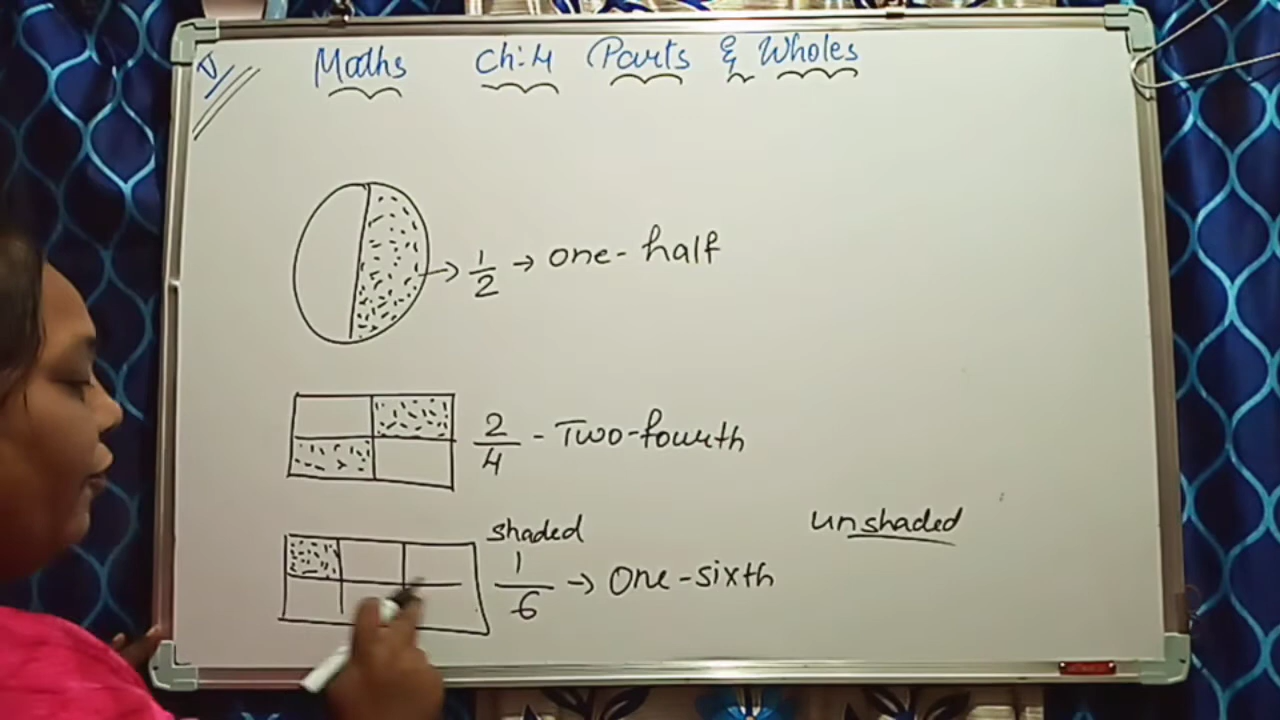 V
Maths Ch:4 Parts & Wholes
1/2 → one-half
2/4 - Two-fourth
shaded
unshaded
1/6 → One-sixth